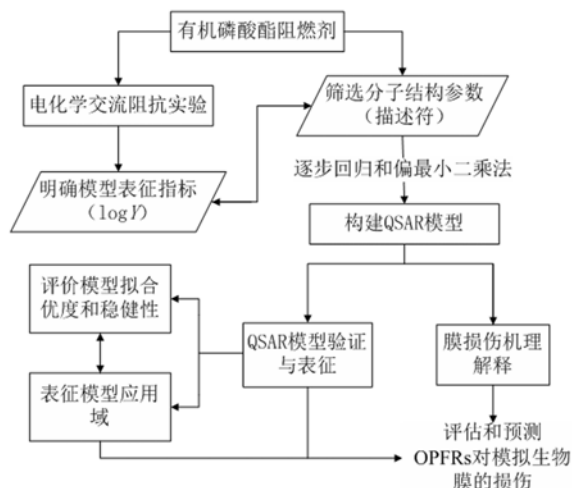 有机磷酸酯阻燃剂
电化学交流阻抗实验
筛选分子结构参数
（描述符）
明确模型表征指标
（logY）
逐步回归和偏最小二乘法
构建QSAR模型
评价模型拟合
优度和稳健性
QSAR模型验证
与表征
膜损伤机理
解释
表征模型应用
域
评估和预测
OPFRs对模拟生物
膜的损伤